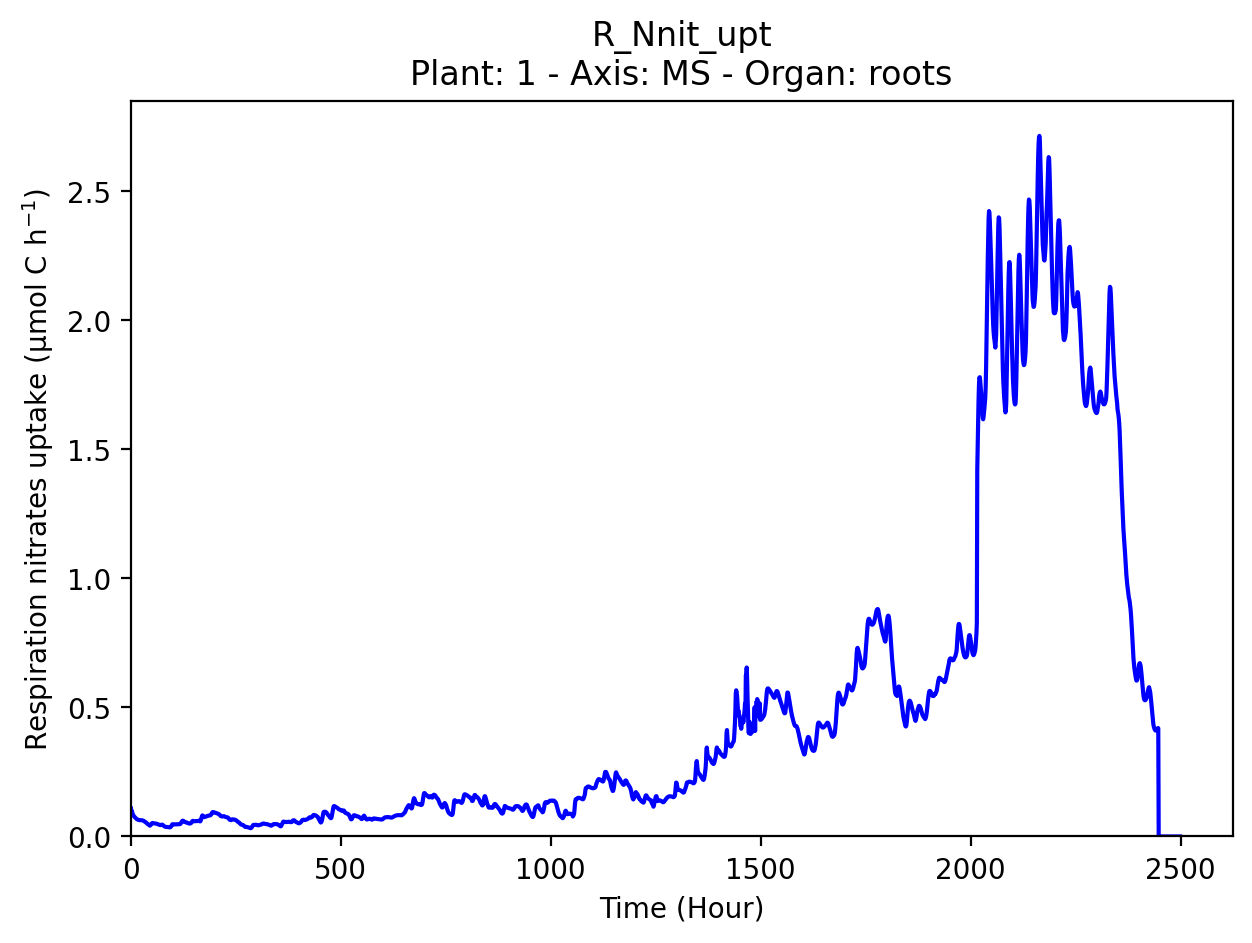 R_Nnit_upt
Plant: 1 - Axis: MS - Organ: roots
Respiration nitrates uptake (µmol C h⁻¹)
2.5
2.0
1.5
1.0
0.5
0.0
0 500 1000 1500 2000 2500
Time (Hour)